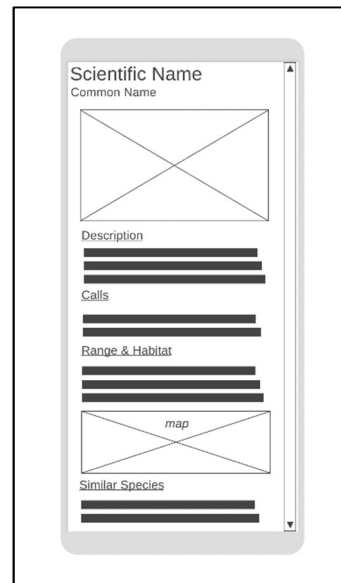 Scientific Name
Common Name
Description
Calls
Range & Habitat
map
Similar Species